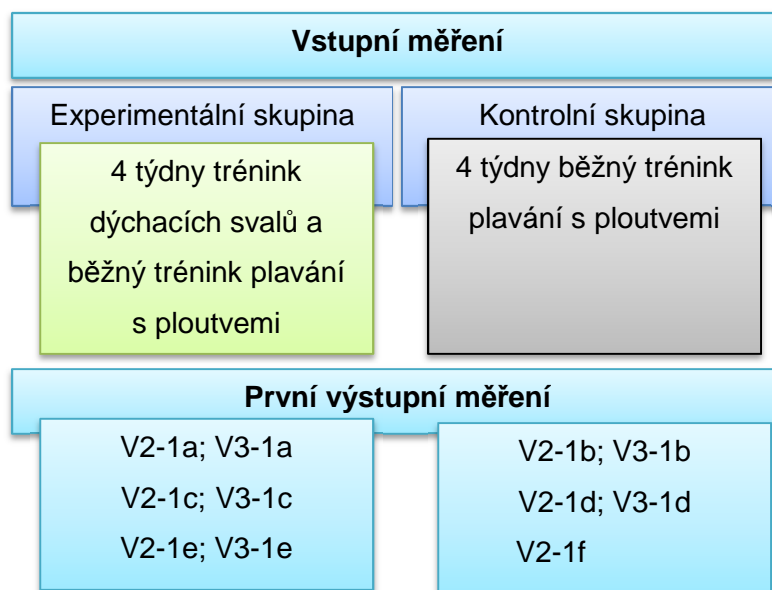 Vstupní měření
Experimentální skupina
4 týdny trénink
dýchacích svalů a
běžný trénink plavání
s ploutvemi
Kontrolní skupina
4 týdny běžný trénink
plavání s ploutvemi
První výstupní měření
V2-1a; V3-1a
V2-1c; V3-1c
V2-1e; V3-1e
V2-1b; V3-1b
V2-1d; V3-1d
V2-1f